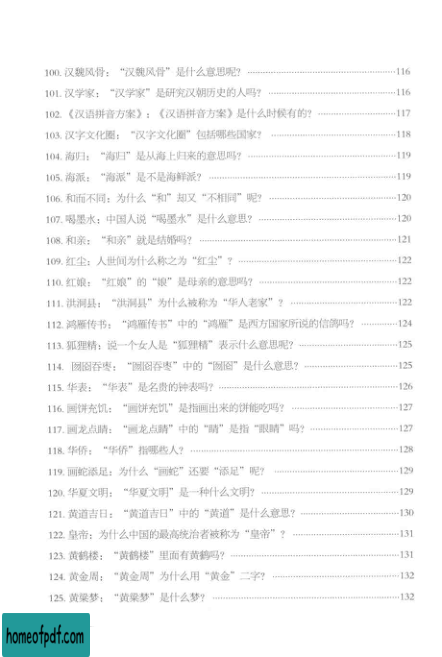 100. 汉魏风骨：“汉魏风骨”是什么意思呢？ …… 116
101. 汉学家：“汉学家”是研究汉朝历史的人吗？ …… 116
102. 《汉语拼音方案》：《汉语拼音方案》是什么时候有的？ …… 117
103. 汉字文化圈：“汉字文化圈”包括哪些国家？ …… 118
104. 海归：“海归”是从海上归来的意思吗？ …… 119
105. 海派：“海派”是不是海鲜派？ …… 119
106. 和而不同：为什么“和”却又“不相同”呢？ …… 120
107. 喝墨水：中国人说“喝墨水”是什么意思？ …… 120
108. 和亲：“和亲”就是结婚吗？ …… 121
109. 红尘：人世间为什么称之为“红尘”？ …… 122
110. 红娘：“红娘”的“娘”是母亲的意思吗？ …… 122
111. 洪洞县：“洪洞县”为什么被称为“华人老家”？ …… 122
112. 鸿雁传书：“鸿雁传书”中的“鸿雁”是西方国家所说的信鸽吗？ …… 124
113. 狐狸精：说一个女人是“狐狸精”表示什么意思呢？ …… 125
114. 囫囵吞枣：“囫囵吞枣”中的“囫囵”是什么意思？ …… 125
115. 华表：“华表”是名贵的钟表吗？ …… 126
116. 画饼充饥：“画饼充饥”是指画出来的饼能吃吗？ …… 127
117. 画龙点睛：“画龙点睛”中的“睛”是指“眼睛”吗？ …… 127
118. 华侨：“华侨”指哪些人？ …… 128
119. 画蛇添足：为什么“画蛇”还要“添足”呢？ …… 129
120. 华夏文明：“华夏文明”是一种什么文明？ …… 129
121. 黄道吉日：“黄道吉日”中的“黄道”是什么意思？ …… 130
122. 皇帝：为什么中国的最高统治者被称为“皇帝”？ …… 131
123. 黄鹤楼：“黄鹤楼”里面有黄鹤吗？ …… 131
124. 黄金周：“黄金周”为什么用“黄金”二字？ …… 132
125. 黄粱梦：“黄粱梦”是什么梦？ …… 132
homeofpdf.com